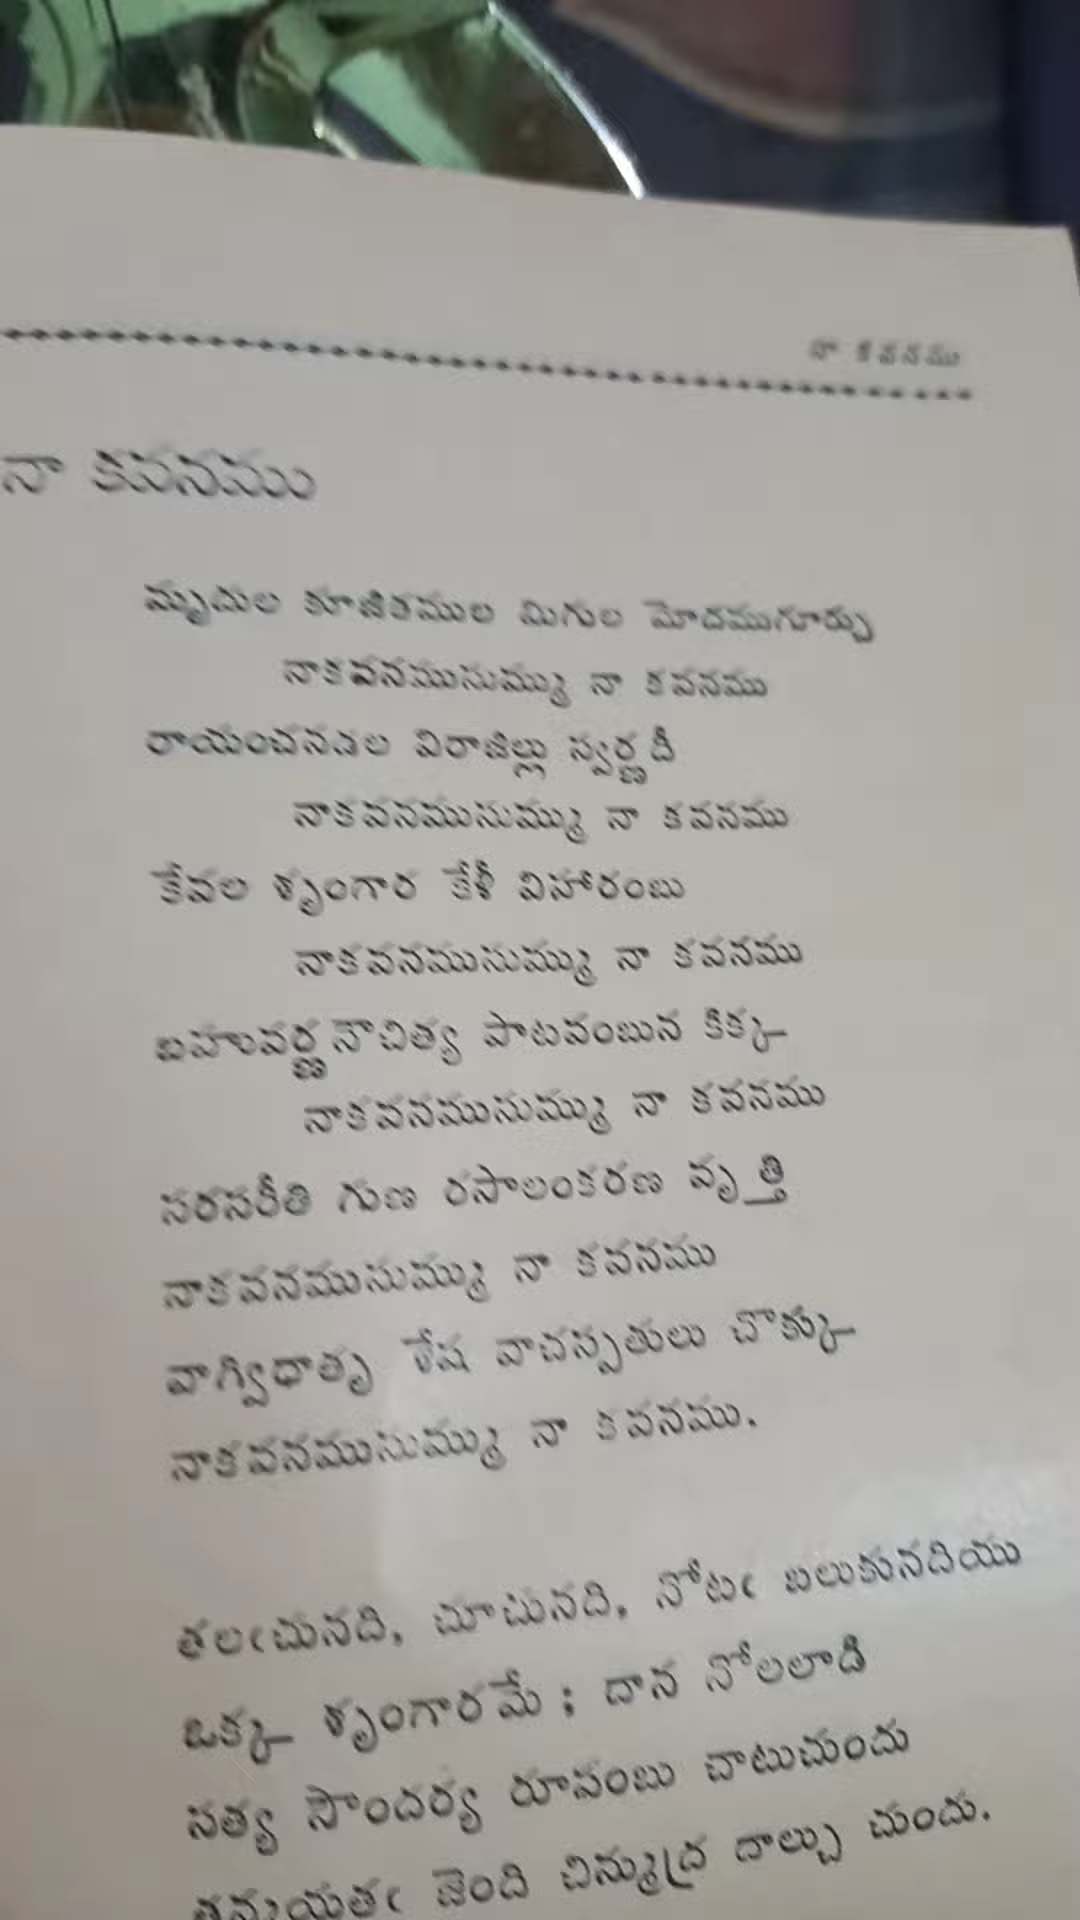 నా కవనము
నా కవనము
మృదుల కూజితముల మిగుల మోదముగూర్చు
నాకవనముసుమ్ము నా కవనము
రాయంచనడల విరాజిల్లు స్వర్ణదీ
నాకవనముసుమ్ము నా కవనము
కేవల శృంగార కేళీ విహారంబు
నాకవనముసుమ్ము నా కవనము
బహువర్ణనౌచిత్య పాటవంబున కిక్క
నాకవనముసుమ్ము నా కవనము
సరసరీతి గుణ రసాలంకరణ వృత్తి
నాకవనముసుమ్ము నా కవనము
వాగ్విధాతృ శేష వాచస్పతులు చొక్కు
నాకవనముసుమ్ము నా కవనము.
తలఁచునది, చూచునది, నోటఁ బలుకునదియు
ఒక్క శృంగారమే ; దాన నోలలాడి
సత్య సౌందర్య రూపంబు చాటుచుందు
తన్మయతఁ జెంది చిన్ముద్ర దాల్చు చుందు.